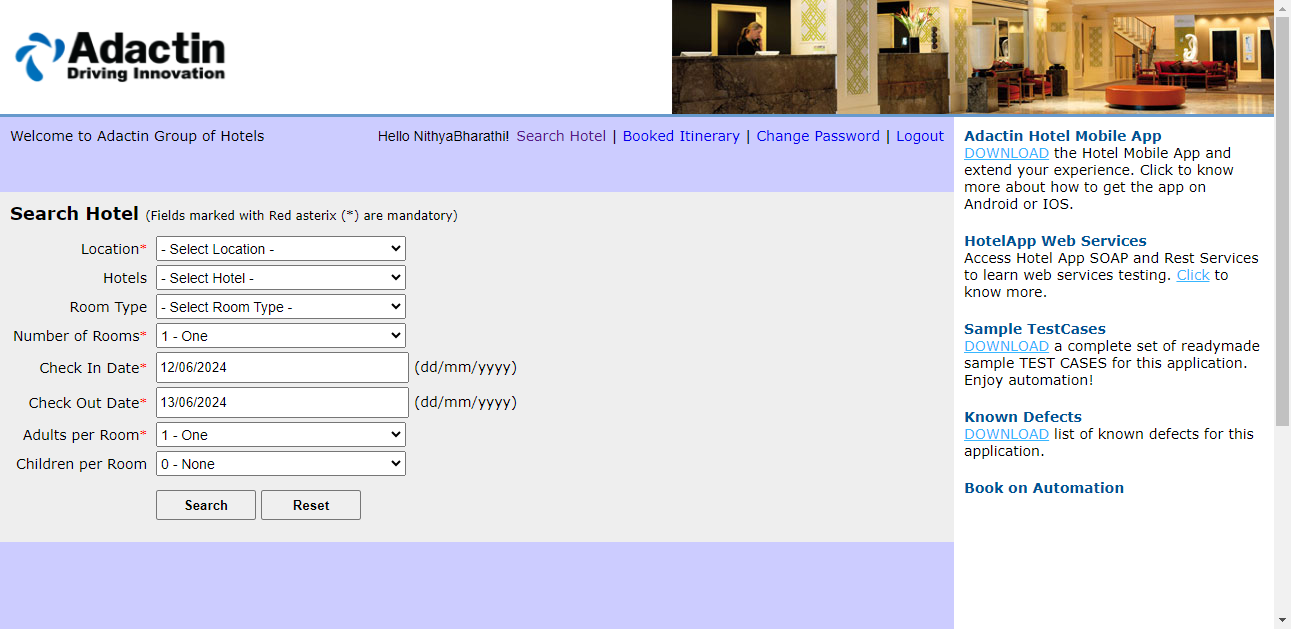 Adactin
Driving Innovation
Welcome to Adactin Group of Hotels
Hello NithyaBharathi! Search Hotel | Booked Itinerary | Change Password | Logout
Search Hotel (Fields marked with Red asterix (*) are mandatory)
Location* - Select Location -
Hotels - Select Hotel -
Room Type - Select Room Type -
Number of Rooms* 1 - One
Check In Date* 12/06/2024 (dd/mm/yyyy)
Check Out Date* 13/06/2024 (dd/mm/yyyy)
Adults per Room* 1 - One
Children per Room 0 - None
Search Reset
Adactin Hotel Mobile App
DOWNLOAD the Hotel Mobile App and
extend your experience. Click to know
more about how to get the app on
Android or IOS.
HotelApp Web Services
Access Hotel App SOAP and Rest Services
to learn web services testing. Click to
know more.
Sample TestCases
DOWNLOAD a complete set of readymade
sample TEST CASES for this application.
Enjoy automation!
Known Defects
DOWNLOAD list of known defects for this
application.
Book on Automation